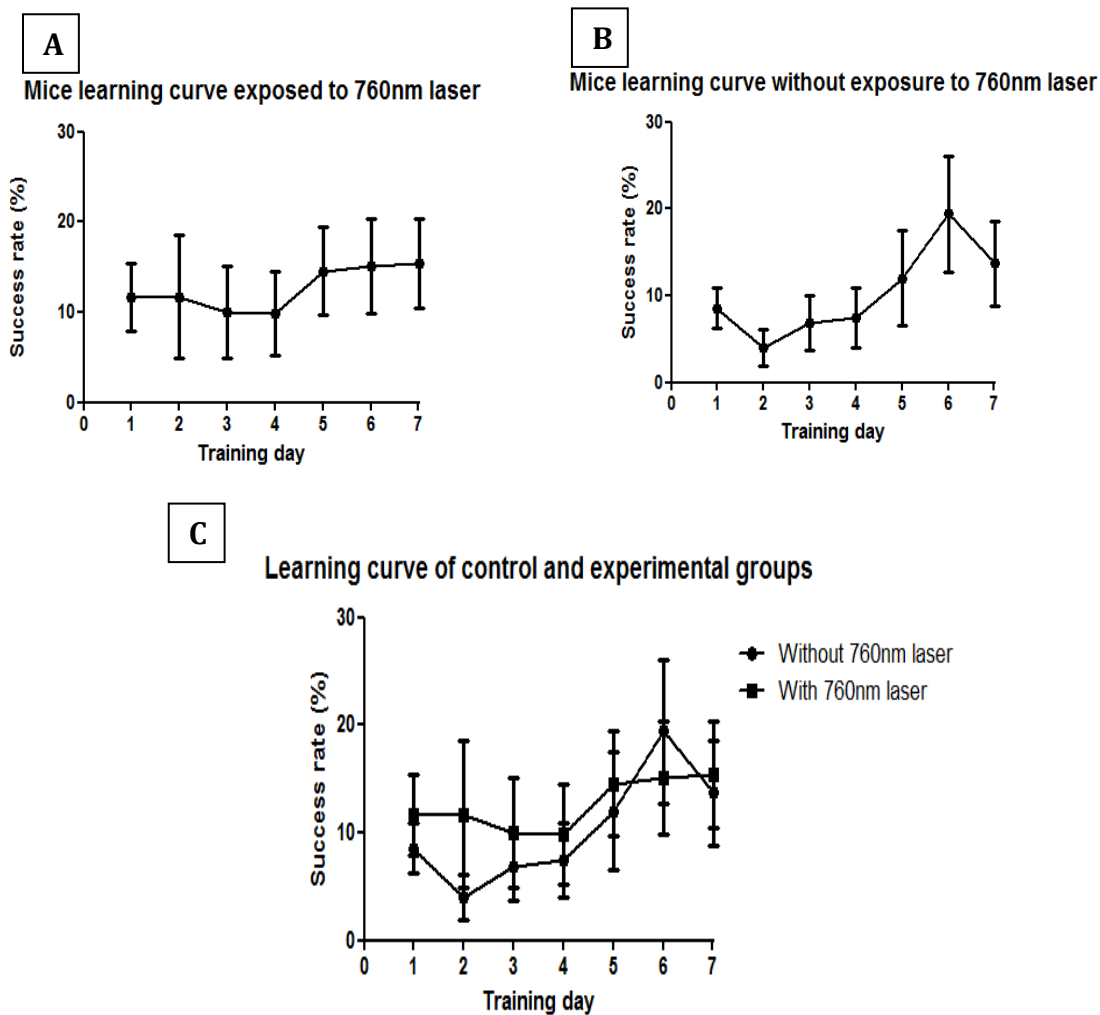 A
Mice learning curve exposed to 760nm laser
30
20
10
0
Success rate (%)
0 1 2 3 4 5 6 7
Training day
B
Mice learning curve without exposure to 760nm laser
30
20
10
0
Success rate (%)
0 1 2 3 4 5 6 7
Training day
C
Learning curve of control and experimental groups
30
20
10
0
Success rate (%)
0 1 2 3 4 5 6 7
Training day
Without 760nm laser
With 760nm laser